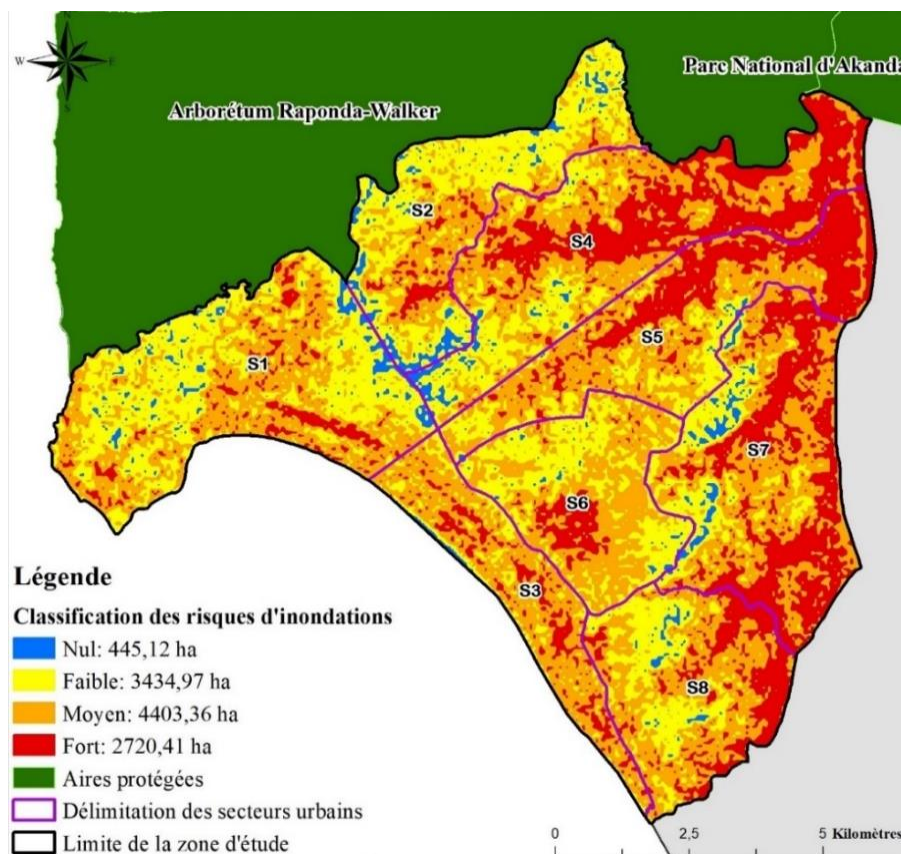 Parc National d'Akanda
W
E
Arborétum Raponda-Walker
S2
S4
S5
S1
S7
S6
S3
S8
Légende
Classification des risques d'inondations
Nul: 445,12 ha
Faible: 3434,97 ha
Moyen: 4403,36 ha
Fort: 2720,41 ha
Aires protégées
Délimitation des secteurs urbains
Limite de la zone d'étude
0 2,5 5 Kilomètres